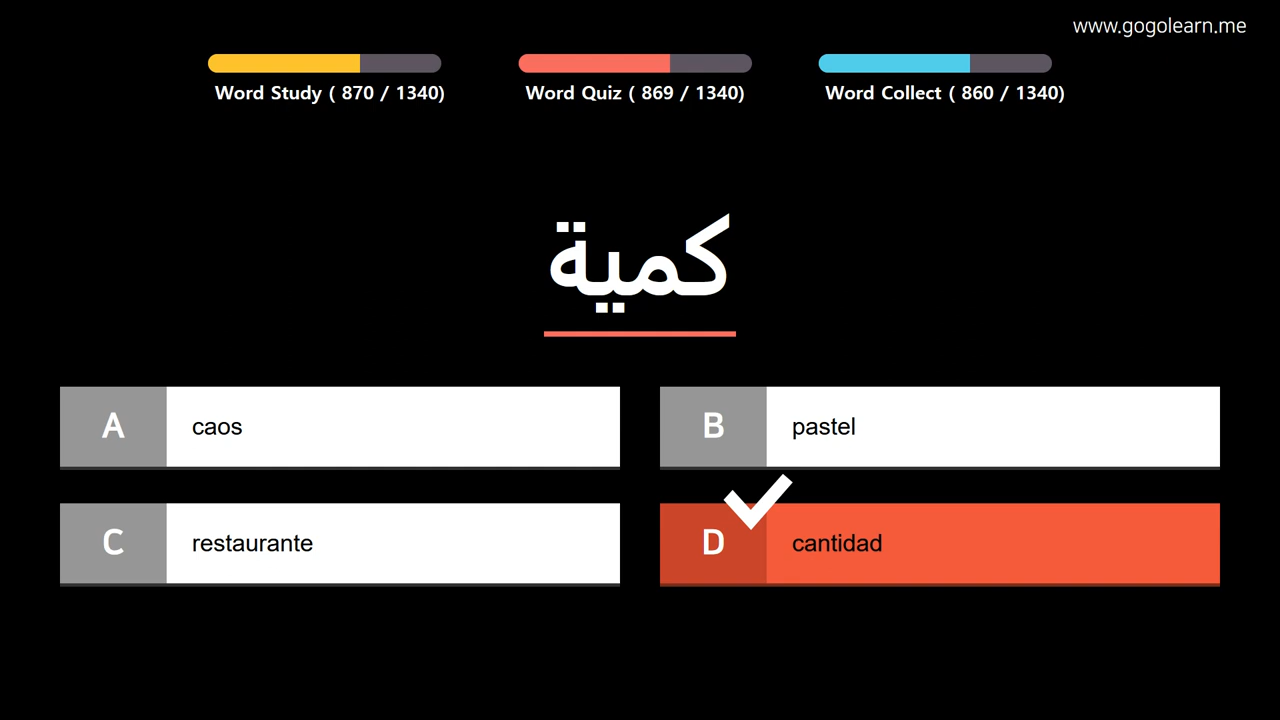 www.gogolearn.me
Word Study ( 870 / 1340)
Word Quiz ( 869 / 1340)
Word Collect ( 860 / 1340)
كمية
A caos
B pastel
C restaurante
D cantidad